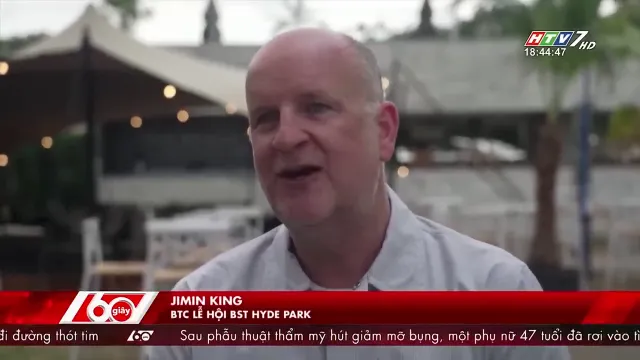 HTV7 HD
18:44:47
JIMIN KING
60 giây
BTC LỄ HỘI BST HYDE PARK
đi đường thót tim 60 Sau phẫu thuật thẩm mỹ hút giảm mỡ bụng, một phụ nữ 47 tuổi đã rơi vào